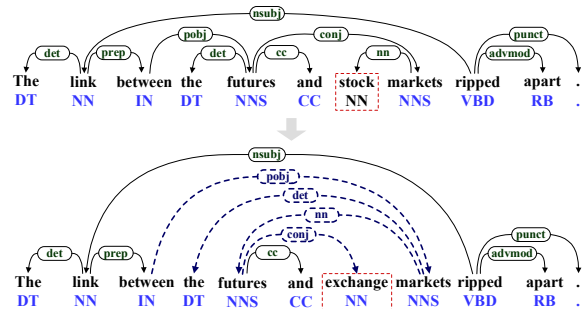 nsubj
pobj conj punct
det prep det cc nn advmod
The link between the futures and stock markets ripped apart .
DT NN IN DT NNS CC NN NNS VBD RB .
nsubj
pobj
det
nn punct
det prep conj cc advmod
The link between the futures and exchange markets ripped apart .
DT NN IN DT NNS CC NN NNS VBD RB .